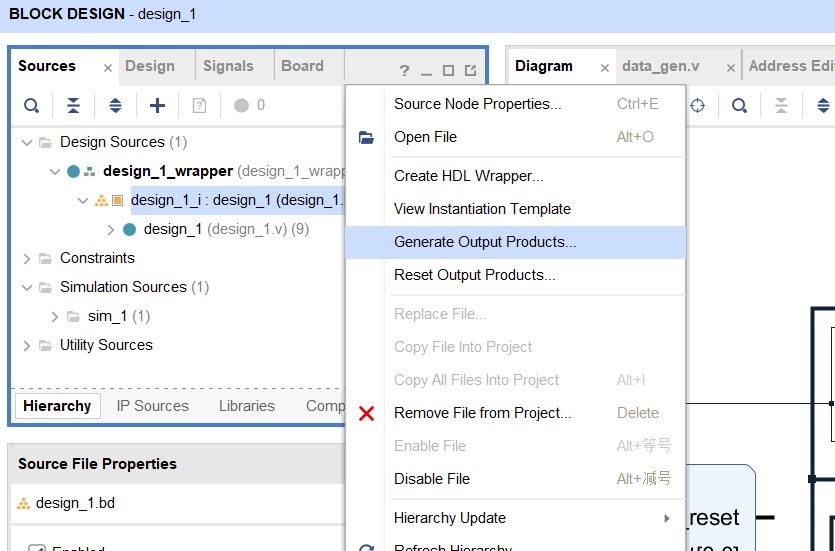 BLOCK DESIGN - design_1
Sources × Design Signals Board ?
0
Design Sources (1)
design_1_wrapper (design_1_wrapp
design_1_i : design_1 (design_1.
design_1 (design_1.v) (9)
Constraints
Simulation Sources (1)
sim_1 (1)
Utility Sources
Hierarchy IP Sources Libraries Comp
Source File Properties
design_1.bd
Enabled
Source Node Properties... Ctrl+E
Open File Alt+O
Create HDL Wrapper...
View Instantiation Template
Generate Output Products...
Reset Output Products...
Replace File...
Copy File Into Project
Copy All Files Into Project Alt+I
Remove File from Project... Delete
Enable File Alt+等号
Disable File Alt+减号
Hierarchy Update
Refresh Hierarchy
Diagram × data_gen.v × Address Edi
_reset